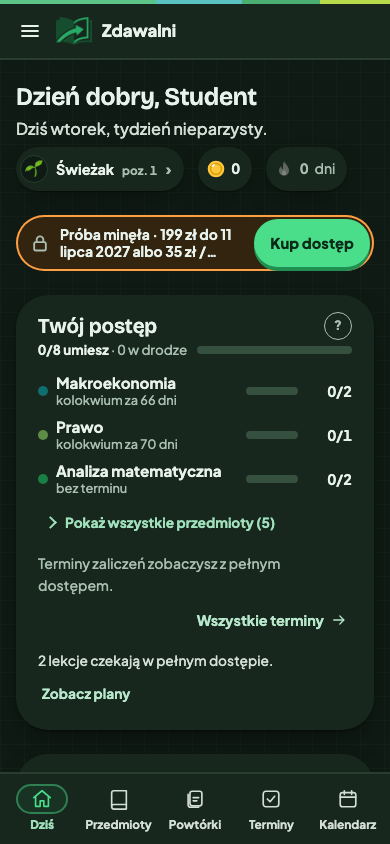 Zdawalni
Dzień dobry, Student
Dziś wtorek, tydzień nieparzysty.
Świeżak poz. 1 › 0 0 dni
Próba minęła · 199 zł do 11
lipca 2027 albo 35 zł /...
Kup dostęp
Twój postęp ?
0/8 umiesz · 0 w drodze
Makroekonomia 0/2
kolokwium za 66 dni
Prawo 0/1
kolokwium za 70 dni
Analiza matematyczna 0/2
bez terminu
Pokaż wszystkie przedmioty (5)
Terminy zaliczeń zobaczysz z pełnym
dostępem.
Wszystkie terminy →
2 lekcje czekają w pełnym dostępie.
Zobacz plany
Dziś Przedmioty Powtórki Terminy Kalendarz